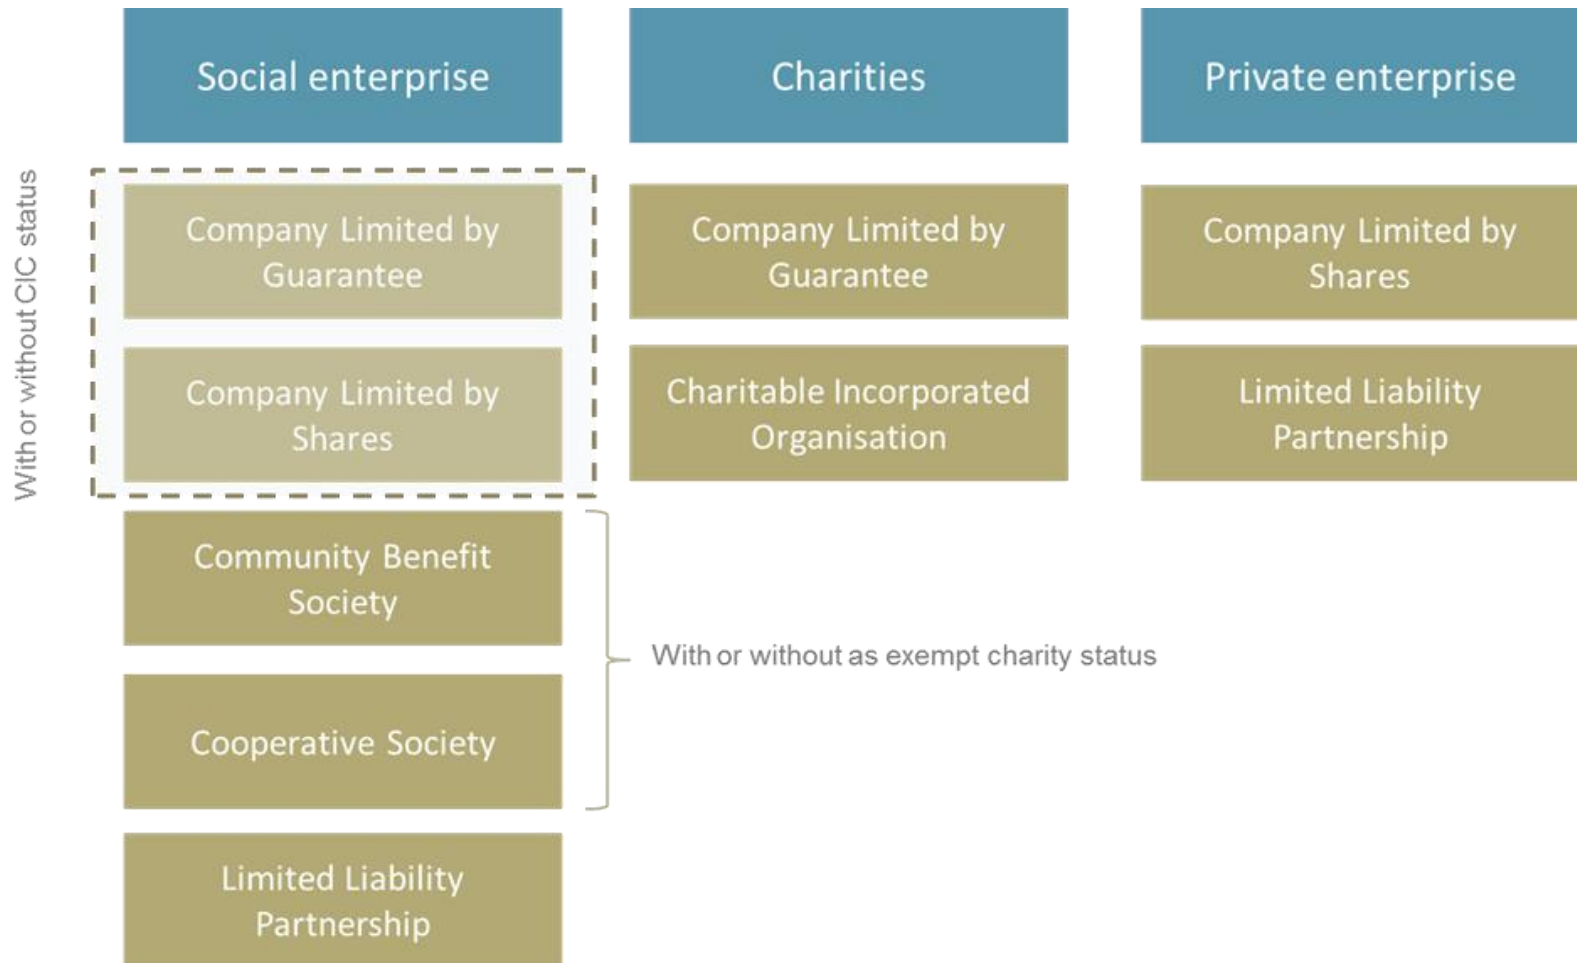 Social enterprise
Charities
Private enterprise
With or without CIC status
Company Limited by
Guarantee
Company Limited by
Guarantee
Company Limited by
Shares
Company Limited by
Shares
Charitable Incorporated
Organisation
Limited Liability
Partnership
Community Benefit
Society
With or without as exempt charity status
Cooperative Society
Limited Liability
Partnership